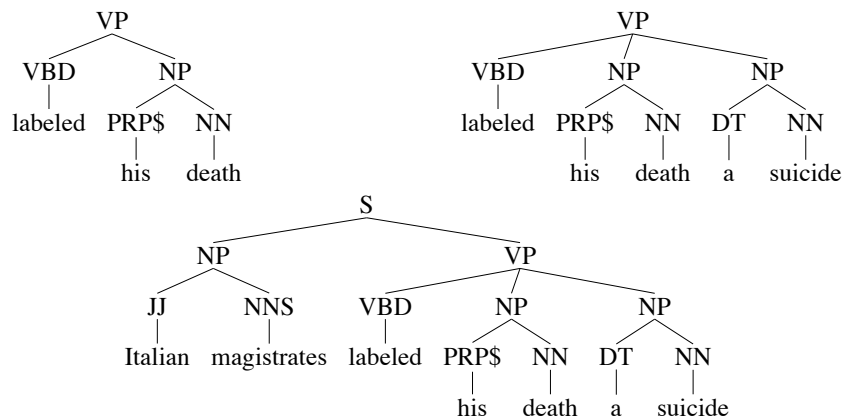 VP VP
VBD NP VBD NP NP
labeled PRP$ NN labeled PRP$ NN DT NN
his death his death a suicide
S
NP VP
JJ NNS VBD NP NP
Italian magistrates labeled PRP$ NN DT NN
his death a suicide